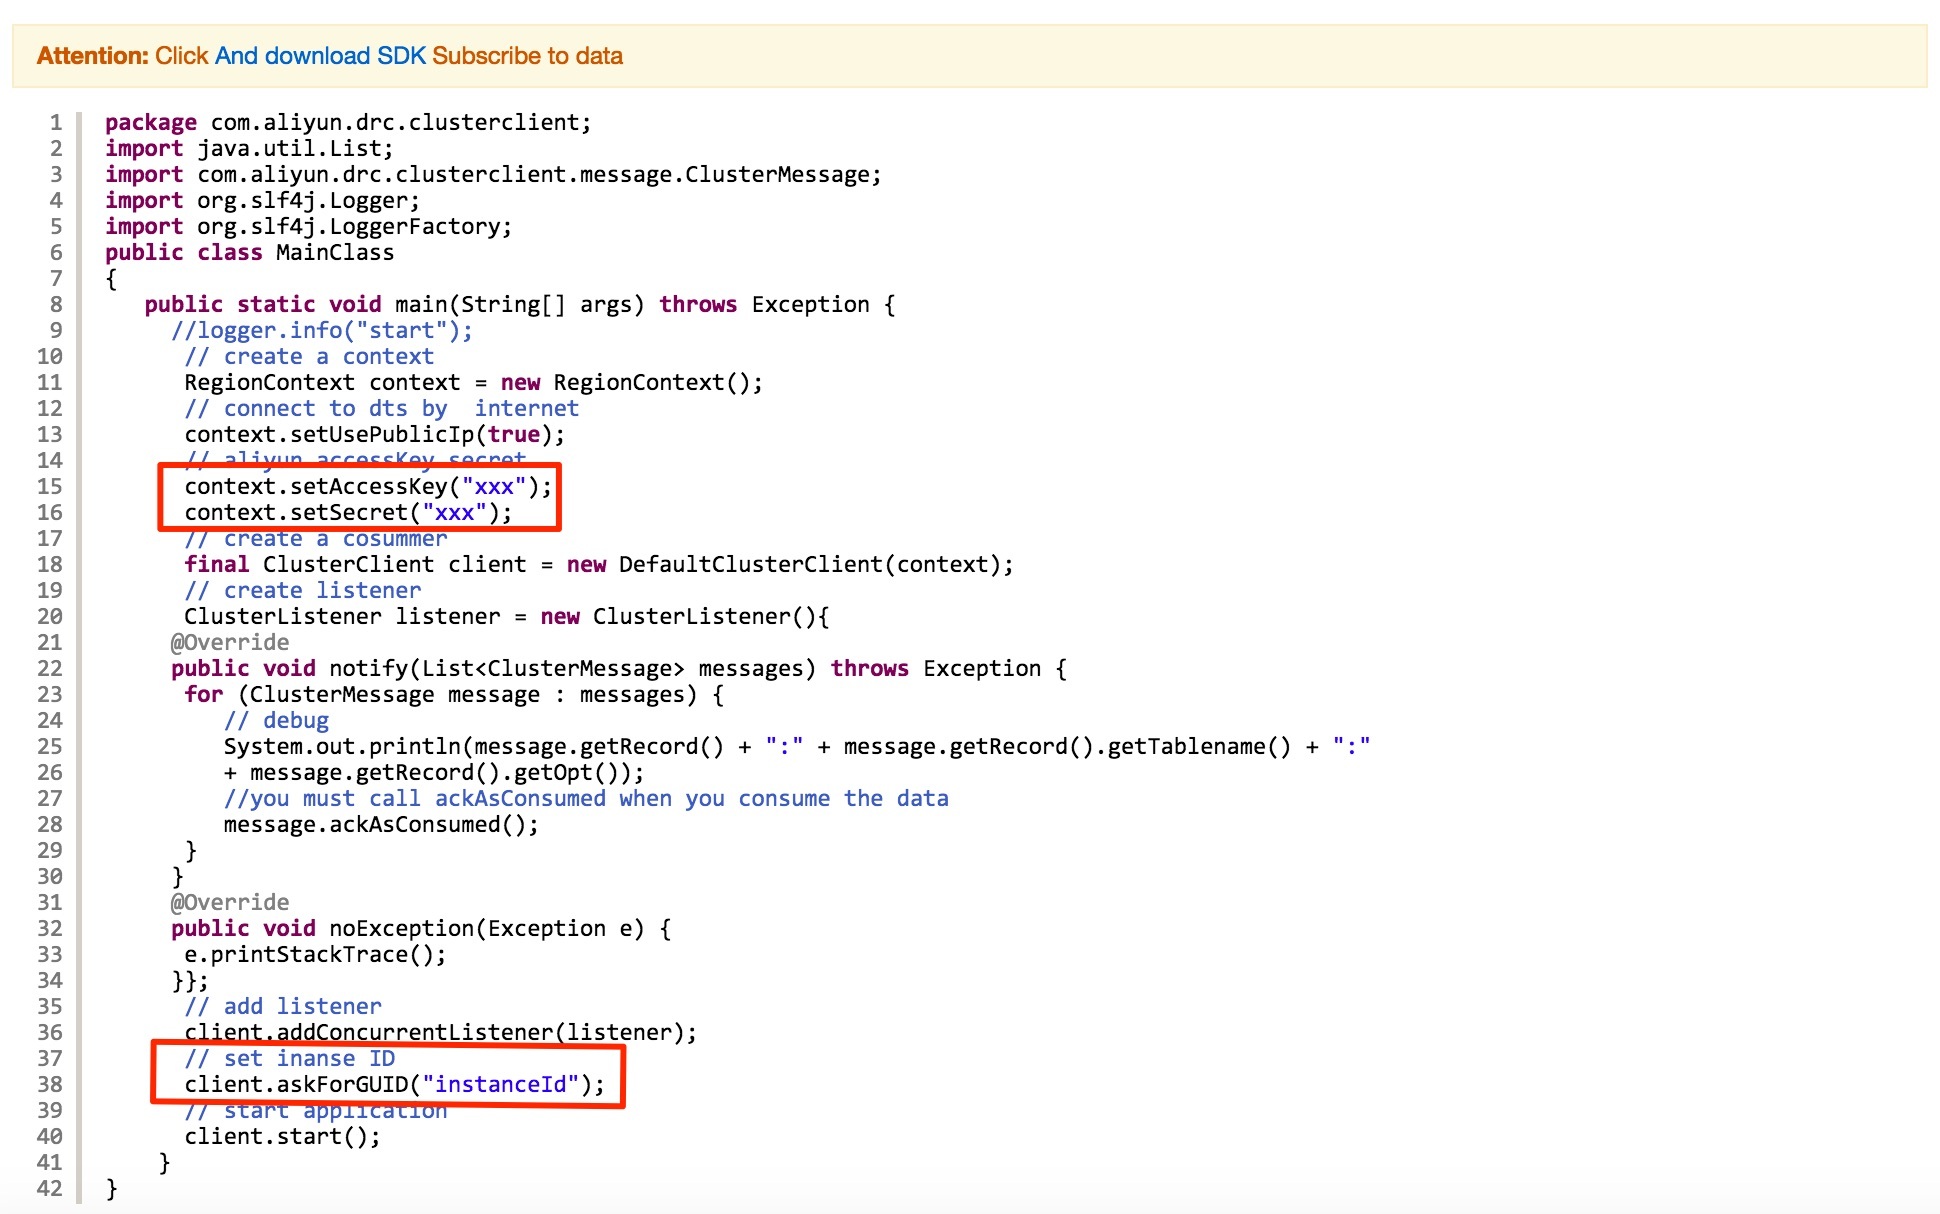 Attention: Click And download SDK Subscribe to data
1 package com.aliyun.drc.clusterclient;
2 import java.util.List;
3 import com.aliyun.drc.clusterclient.message.ClusterMessage;
4 import org.slf4j.Logger;
5 import org.slf4j.LoggerFactory;
6 public class MainClass
7 {
8 public static void main(String[] args) throws Exception {
9 //logger.info("start");
10 // create a context
11 RegionContext context = new RegionContext();
12 // connect to dts by  internet
13 context.setUsePublicIp(true);
14 // aliyun accessKey secret
15 context.setAccessKey("xxx");
16 context.setSecret("xxx");
17 // create a cosummer
18 final ClusterClient client = new DefaultClusterClient(context);
19 // create listener
20 ClusterListener listener = new ClusterListener(){
21 @Override
22 public void notify(List<ClusterMessage> messages) throws Exception {
23 for (ClusterMessage message : messages) {
24 // debug
25 System.out.println(message.getRecord() + ":" + message.getRecord().getTablename() + ":"
26 + message.getRecord().getOpt());
27 //you must call ackAsConsumed when you consume the data
28 message.ackAsConsumed();
29 }
30 }
31 @Override
32 public void noException(Exception e) {
33 e.printStackTrace();
34 }};
35 // add listener
36 client.addConcurrentListener(listener);
37 // set inanse ID
38 client.askForGUID("instanceId");
39 // start application
40 client.start();
41 }
42 }